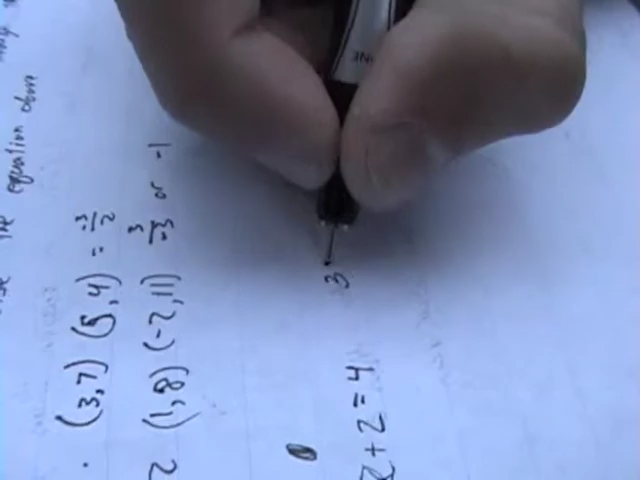 the equation down
. (3,7) (5,4) = -3/2
2 (1,8) (-2,11) 3/-3 or -1
3
x + 2 = 4